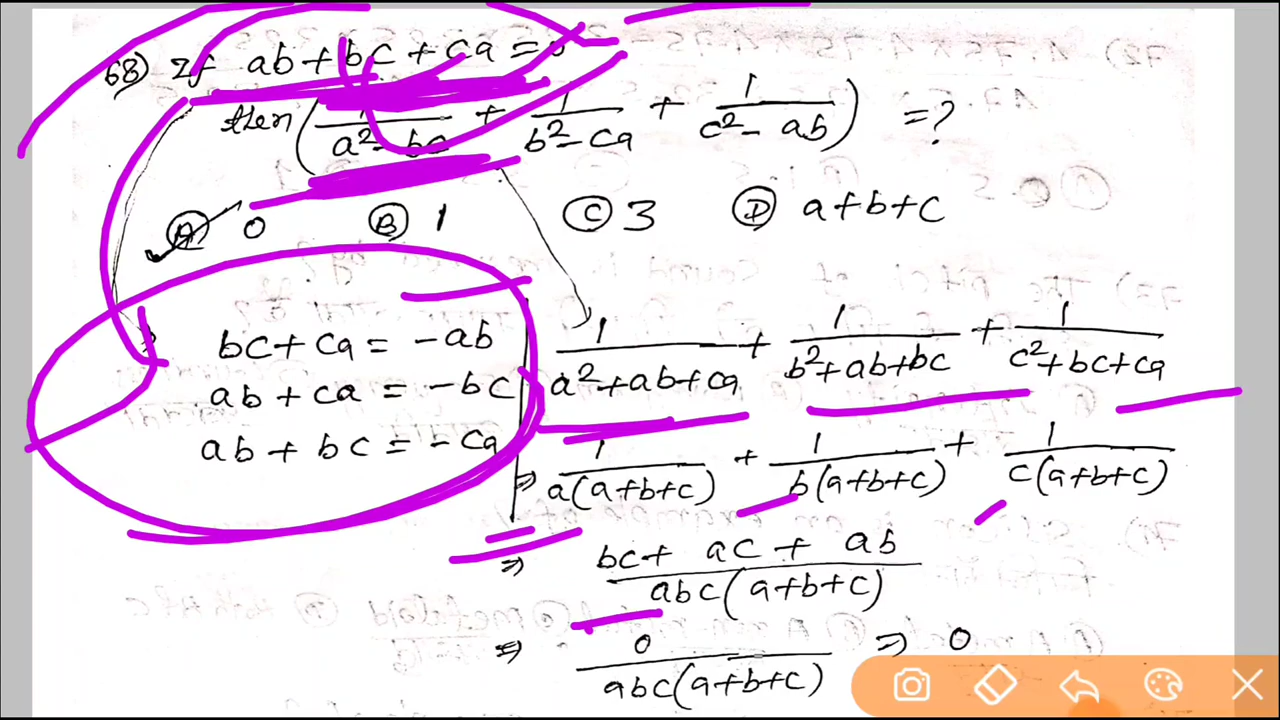 68) If ab + bc + ca = 0
then ( 1/(a² - bc) + 1/(b² - ca) + 1/(c² - ab) ) = ?
(A) 0 (B) 1 (C) 3 (D) a+b+c
bc + ca = -ab
ab + ca = -bc
ab + bc = -ca
1/(a²+ab+ca) + 1/(b²+ab+bc) + 1/(c²+bc+ca)
⇒ 1/(a(a+b+c)) + 1/(b(a+b+c)) + 1/(c(a+b+c))
⇒ (bc + ac + ab)/(abc(a+b+c))
⇒ 0/(abc(a+b+c)) ⇒ 0